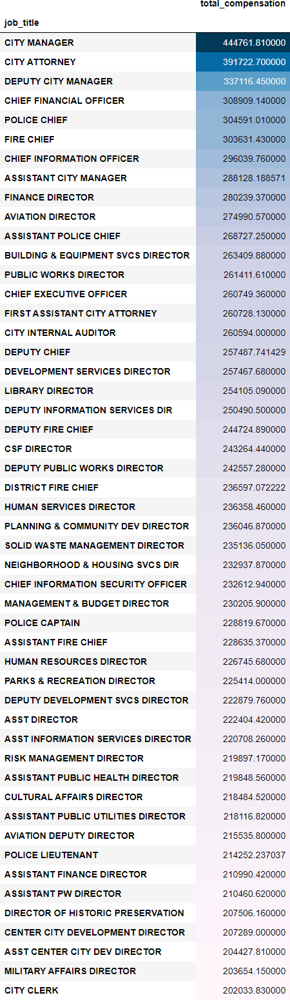 total_compensation
job_title
CITY MANAGER 444761.810000
CITY ATTORNEY 391722.700000
DEPUTY CITY MANAGER 337116.450000
CHIEF FINANCIAL OFFICER 308909.140000
POLICE CHIEF 304591.010000
FIRE CHIEF 303631.430000
CHIEF INFORMATION OFFICER 296039.760000
ASSISTANT CITY MANAGER 288128.188571
FINANCE DIRECTOR 280239.370000
AVIATION DIRECTOR 274990.570000
ASSISTANT POLICE CHIEF 268727.250000
BUILDING & EQUIPMENT SVCS DIRECTOR 263409.880000
PUBLIC WORKS DIRECTOR 261411.610000
CHIEF EXECUTIVE OFFICER 260749.360000
FIRST ASSISTANT CITY ATTORNEY 260728.130000
CITY INTERNAL AUDITOR 260594.000000
DEPUTY CHIEF 257487.741429
DEVELOPMENT SERVICES DIRECTOR 257467.680000
LIBRARY DIRECTOR 254105.090000
DEPUTY INFORMATION SERVICES DIR 250490.500000
DEPUTY FIRE CHIEF 244724.890000
CSF DIRECTOR 243264.440000
DEPUTY PUBLIC WORKS DIRECTOR 242557.280000
DISTRICT FIRE CHIEF 236597.072222
HUMAN SERVICES DIRECTOR 236358.460000
PLANNING & COMMUNITY DEV DIRECTOR 236046.870000
SOLID WASTE MANAGEMENT DIRECTOR 235136.050000
NEIGHBORHOOD & HOUSING SVCS DIR 232937.870000
CHIEF INFORMATION SECURITY OFFICER 232612.940000
MANAGEMENT & BUDGET DIRECTOR 230205.900000
POLICE CAPTAIN 228819.670000
ASSISTANT FIRE CHIEF 228635.370000
HUMAN RESOURCES DIRECTOR 226745.680000
PARKS & RECREATION DIRECTOR 225414.000000
DEPUTY DEVELOPMENT SVCS DIRECTOR 222879.760000
ASST DIRECTOR 222404.420000
ASST INFORMATION SERVICES DIRECTOR 220708.260000
RISK MANAGEMENT DIRECTOR 219897.170000
ASSISTANT PUBLIC HEALTH DIRECTOR 219848.560000
CULTURAL AFFAIRS DIRECTOR 218484.520000
ASSISTANT PUBLIC UTILITIES DIRECTOR 218116.820000
AVIATION DEPUTY DIRECTOR 215535.800000
POLICE LIEUTENANT 214252.237037
ASSISTANT FINANCE DIRECTOR 210990.420000
ASSISTANT PW DIRECTOR 210460.620000
DIRECTOR OF HISTORIC PRESERVATION 207506.160000
CENTER CITY DEVELOPMENT DIRECTOR 207289.000000
ASST CENTER CITY DEV DIRECTOR 204427.810000
MILITARY AFFAIRS DIRECTOR 203654.150000
CITY CLERK 202033.830000